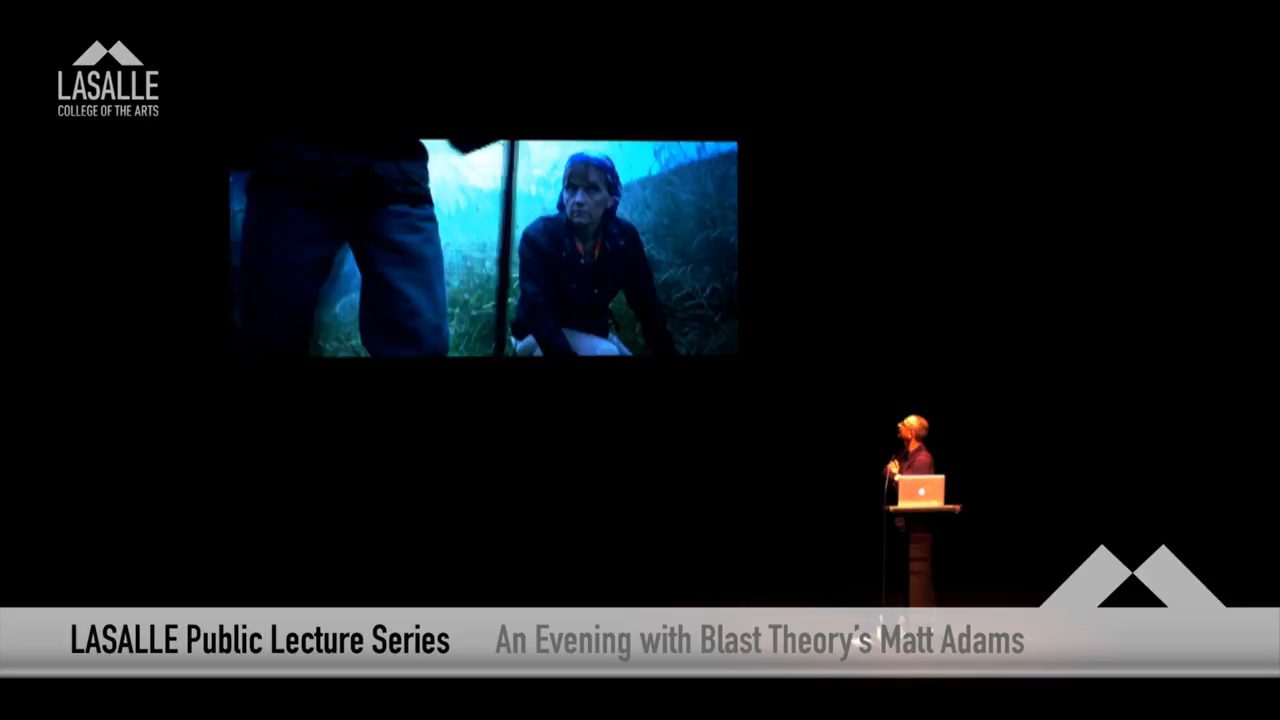 LASALLE
COLLEGE OF THE ARTS
LASALLE Public Lecture Series An Evening with Blast Theory's Matt Adams